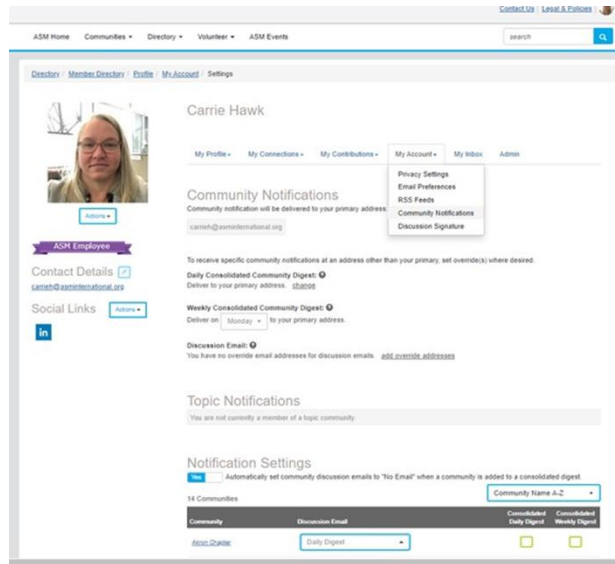 Contact Us | Legal & Policies
ASM Home Communities Directory Volunteer ASM Events search
Directory / Member Directory / Profile / My Account / Settings
Carrie Hawk
My Profile My Connections My Contributions My Account My Inbox Admin
Privacy Settings
Email Preferences
RSS Feeds
Community Notifications
Discussion Signature
Actions
ASM Employee
Contact Details
carrieh@asminternational.org
Social Links Actions
in
Community Notifications
Community notification will be delivered to your primary address
carrieh@asminternational.org
To receive specific community notifications at an address other than your primary, set override(s) where desired.
Daily Consolidated Community Digest:
Deliver to your primary address. change
Weekly Consolidated Community Digest:
Deliver on Monday to your primary address.
Discussion Email:
You have no override email addresses for discussion emails. add override addresses
Topic Notifications
You are not currently a member of a topic community.
Notification Settings
Yes Automatically set community discussion emails to "No Email" when a community is added to a consolidated digest.
14 Communities Community Name A-Z
Community Discussion Email Consolidated Daily Digest Consolidated Weekly Digest
Akron Chapter Daily Digest